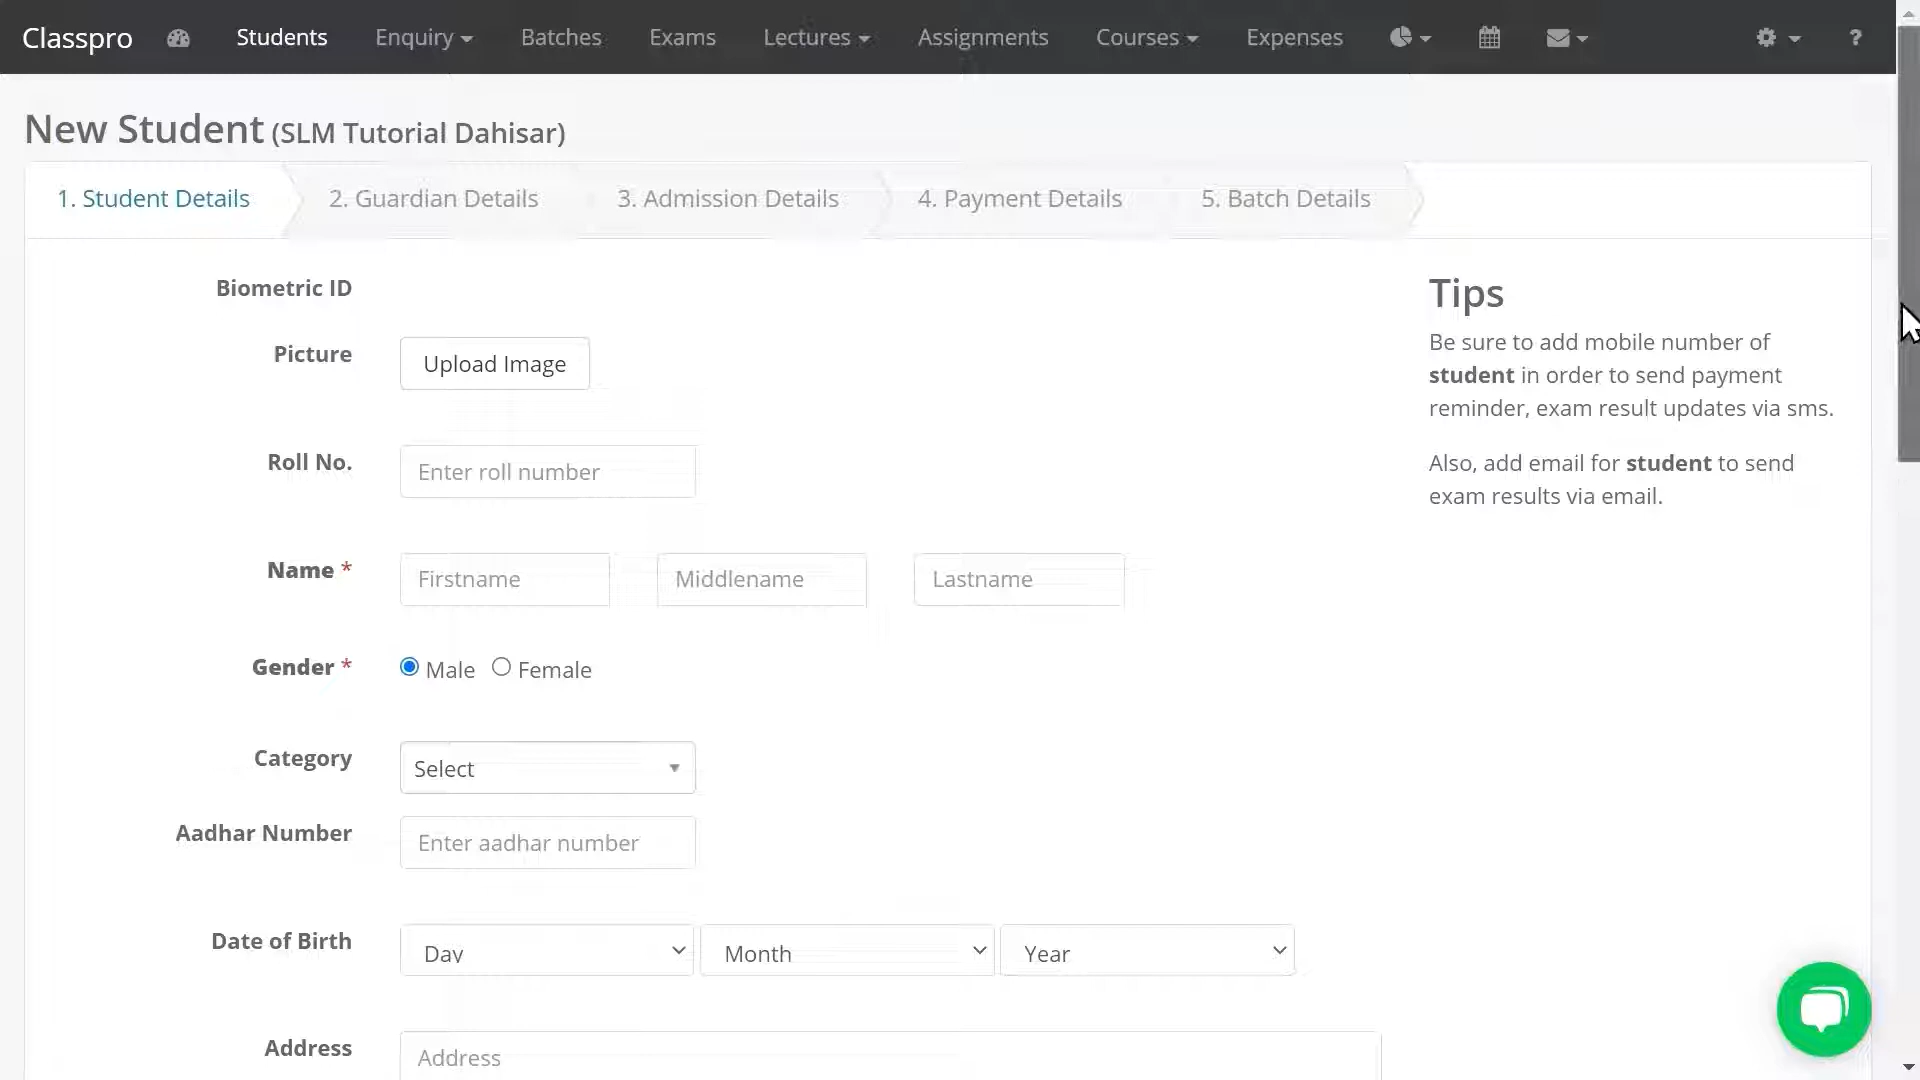 Classpro Students Enquiry Batches Exams Lectures Assignments Courses Expenses ?
New Student (SLM Tutorial Dahisar)
1. Student Details 2. Guardian Details 3. Admission Details 4. Payment Details 5. Batch Details
Biometric ID
Picture Upload Image
Roll No. Enter roll number
Name * Firstname Middlename Lastname
Gender * Male Female
Category Select
Aadhar Number Enter aadhar number
Date of Birth Day Month Year
Address Address
Tips
Be sure to add mobile number of
student in order to send payment
reminder, exam result updates via sms.
Also, add email for student to send
exam results via email.